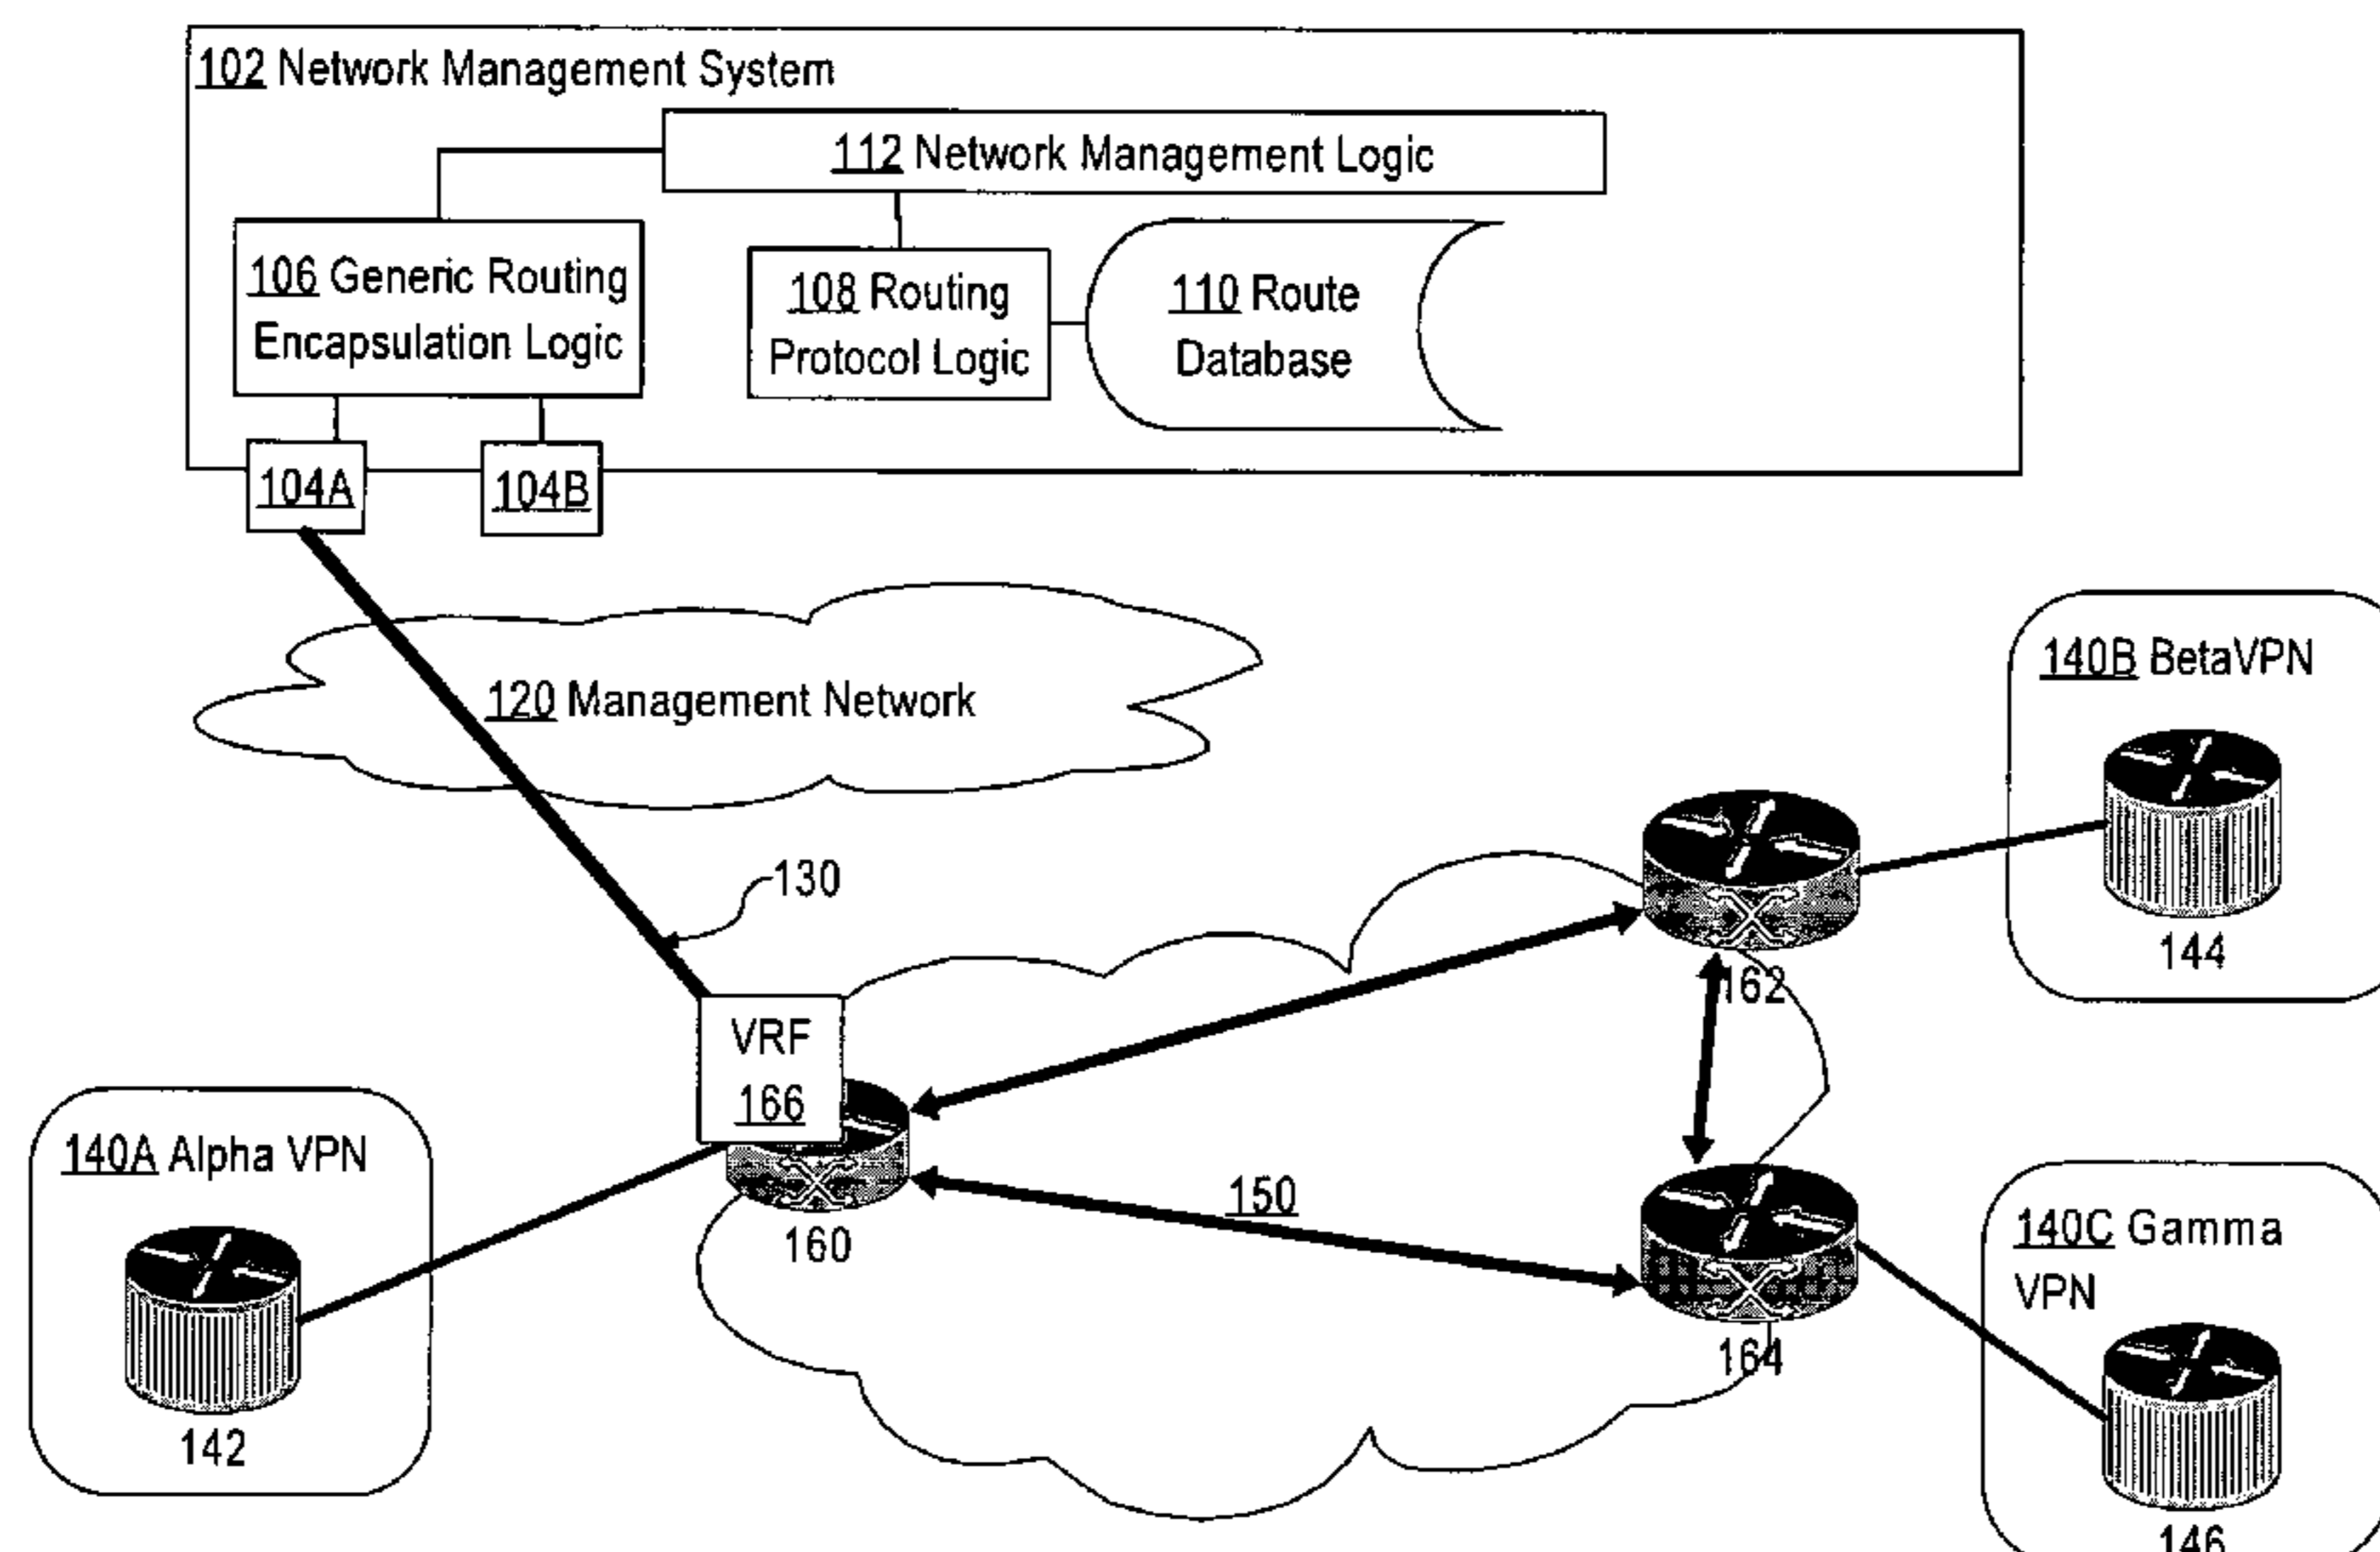 102 Network Management System
112 Network Management Logic
106 Generic Routing
Encapsulation Logic
108 Routing
Protocol Logic
110 Route
Database
104A
104B
120 Management Network
130
140B BetaVPN
144
162
VRF
166
160
150
140A Alpha VPN
142
164
140C Gamma
VPN
146